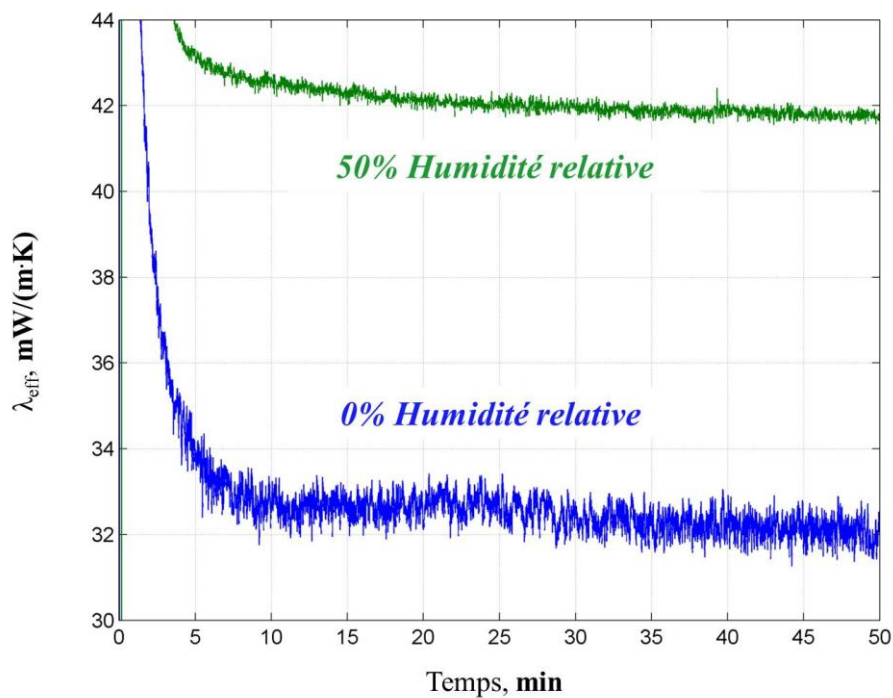 44
42
40
38
36
34
32
30
λeff, mW/(m·K)
50% Humidité relative
0% Humidité relative
0 5 10 15 20 25 30 35 40 45 50
Temps, min